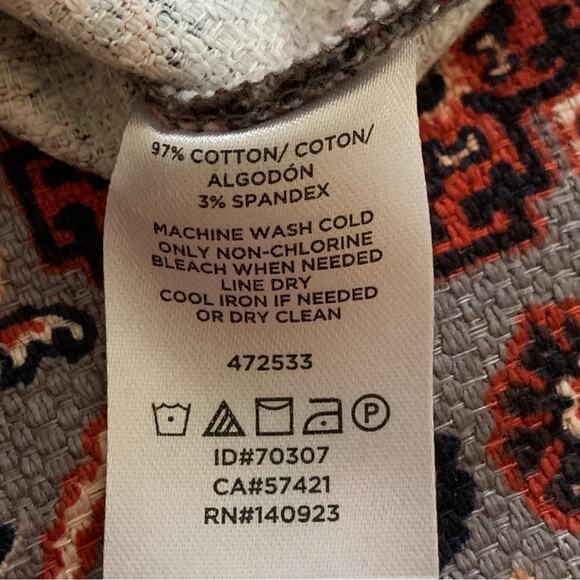 97% COTTON/ COTON/
ALGODÓN
3% SPANDEX
MACHINE WASH COLD
ONLY NON-CHLORINE
BLEACH WHEN NEEDED
LINE DRY
COOL IRON IF NEEDED
OR DRY CLEAN
472533
P
ID#70307
CA#57421
RN#140923